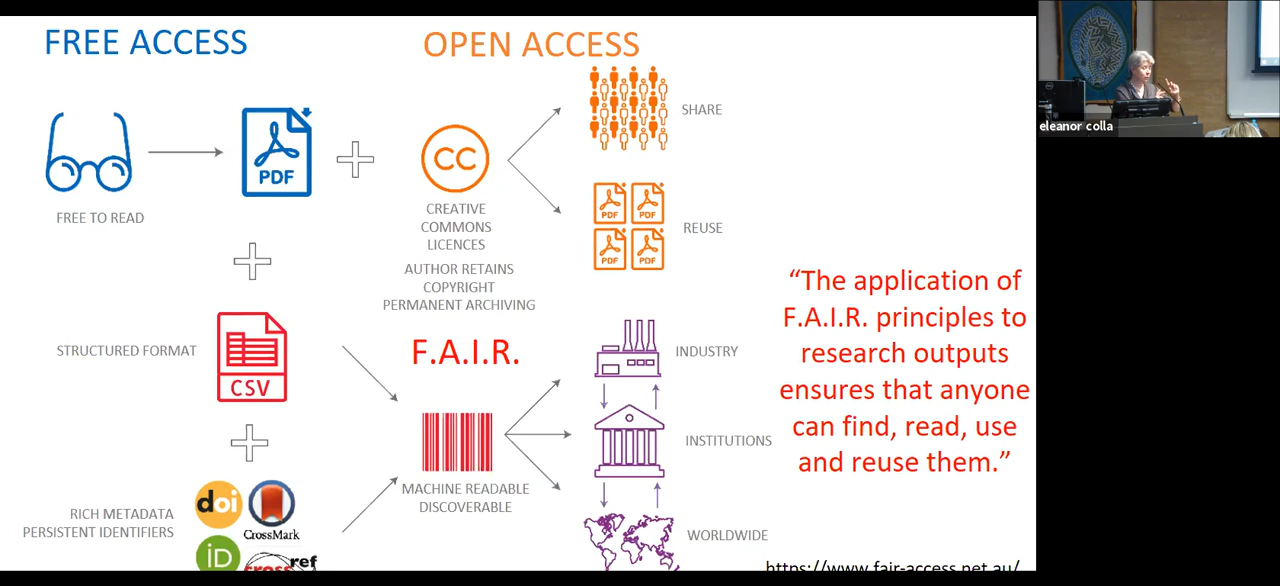 FREE ACCESS
OPEN ACCESS
SHARE
PDF
CC
FREE TO READ
CREATIVE
COMMONS
LICENCES
PDF
PDF
PDF
PDF
REUSE
AUTHOR RETAINS
COPYRIGHT
PERMANENT ARCHIVING
STRUCTURED FORMAT
CSV
F.A.I.R.
INDUSTRY
INSTITUTIONS
MACHINE READABLE
DISCOVERABLE
RICH METADATA
PERSISTENT IDENTIFIERS
doi
CrossMark
iD
crossref
WORLDWIDE
“The application of
F.A.I.R. principles to
research outputs
ensures that anyone
can find, read, use
and reuse them.”
https://www.fair-access.net.au/
eleanor colla